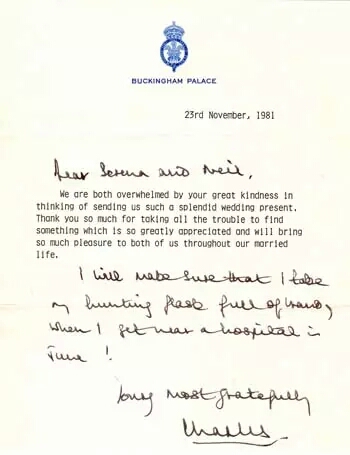 BUCKINGHAM PALACE
23rd November, 1981
Dear Serena and Neil,
We are both overwhelmed by your great kindness in
thinking of sending us such a splendid wedding present.
Thank you so much for taking all the trouble to find
something which is so greatly appreciated and will bring
so much pleasure to both of us throughout our married
life.
I will make sure that I take
my hunting flask full of
when I get near a hospital in
June !
Yours most gratefully
Charles.